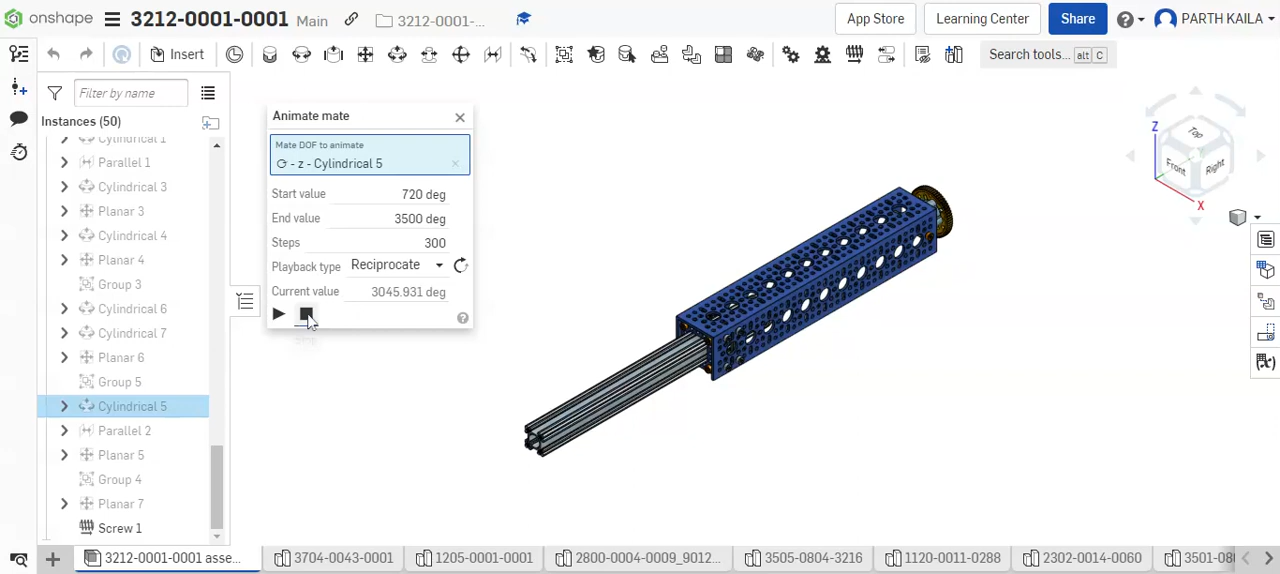 onshape 3212-0001-0001 Main 3212-0001-... App Store Learning Center Share PARTH KAILA
Insert Search tools... alt C
Filter by name
Instances (50)
Cylindrical 1
Parallel 1
Cylindrical 3
Planar 3
Cylindrical 4
Planar 4
Group 3
Cylindrical 6
Cylindrical 7
Planar 6
Group 5
Cylindrical 5
Parallel 2
Planar 5
Group 4
Planar 7
Screw 1
Animate mate
Mate DOF to animate
- z - Cylindrical 5
Start value 720 deg
End value 3500 deg
Steps 300
Playback type Reciprocate
Current value 3045.931 deg
Z
Top
Front
Right
X
3212-0001-0001 asse... 3704-0043-0001 1205-0001-0001 2800-0004-0009_9012... 3505-0804-3216 1120-0011-0288 2302-0014-0060